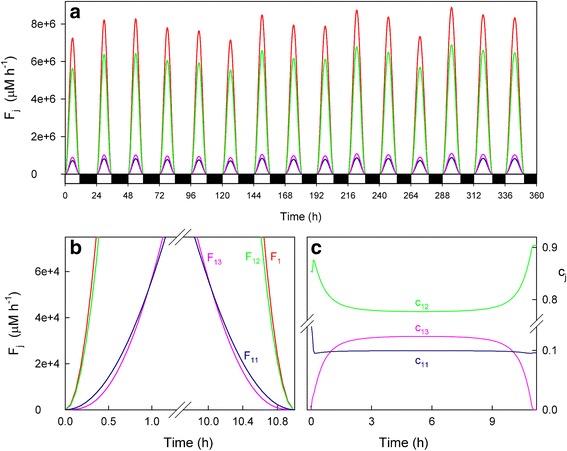 a
8e+6
6e+6
4e+6
2e+6
0
Fj (μM h-1)
0 24 48 72 96 120 144 168 192 216 240 264 288 312 336 360
Time (h)
b
6e+4
4e+4
2e+4
0
Fj (μM h-1)
F13
F12
F1
F11
0.0 0.5 1.0 10.0 10.4 10.8
Time (h)
c
c12
c13
c11
0.9
0.8
0.1
0.0
cj
0 3 6 9
Time (h)